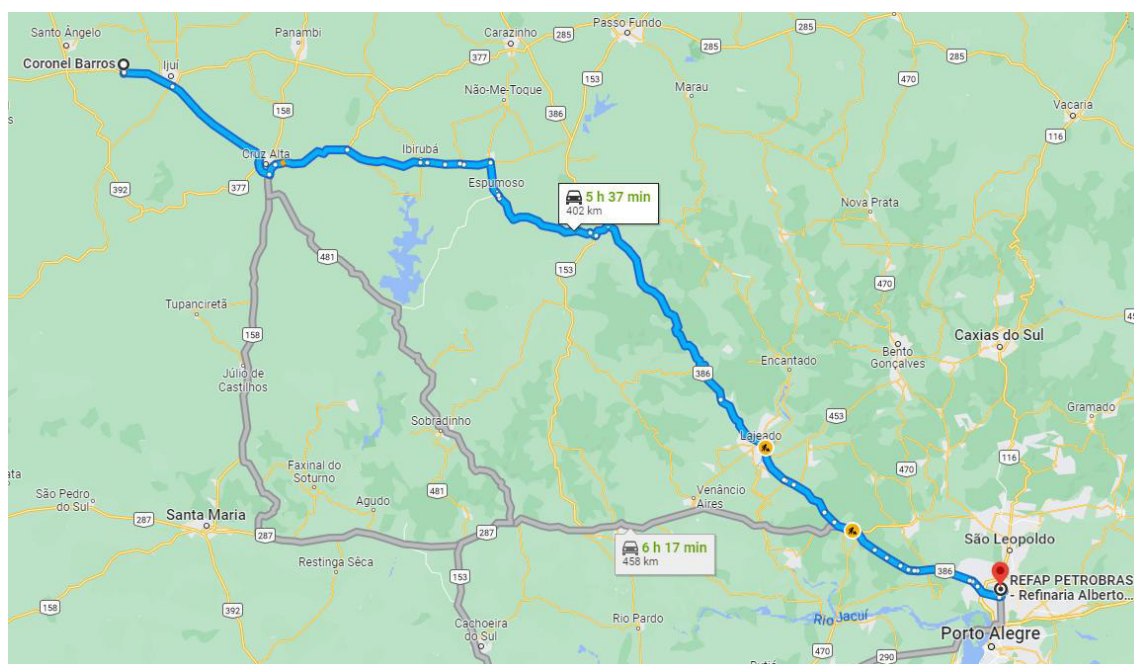 Passo Fundo
Santo Ângelo
Panambi
Carazinho
285
285
285
285
Coronel Barros
Ijuí
377
153
470
Não-Me-Toque
Marau
158
386
Vacaria
116
Cruz Alta
Ibirubá
392
377
Espumoso
5 h 37 min
402 km
Nova Prata
481
153
470
Tupanciretã
158
Caxias do Sul
Júlio de
Castilhos
386
Encantado
Bento
Gonçalves
Sobradinho
453
Gramado
Lajeado
116
Faxinal do
Soturno
470
São Pedro
do Sul
287
Santa Maria
Agudo
481
Venâncio
Aires
287
287
Restinga Sêca
6 h 17 min
458 km
São Leopoldo
386
REFAP PETROBRAS
- Refinaria Alberto...
153
158
392
Cachoeira
do Sul
Rio Pardo
Rio Jacuí
Porto Alegre
470
290